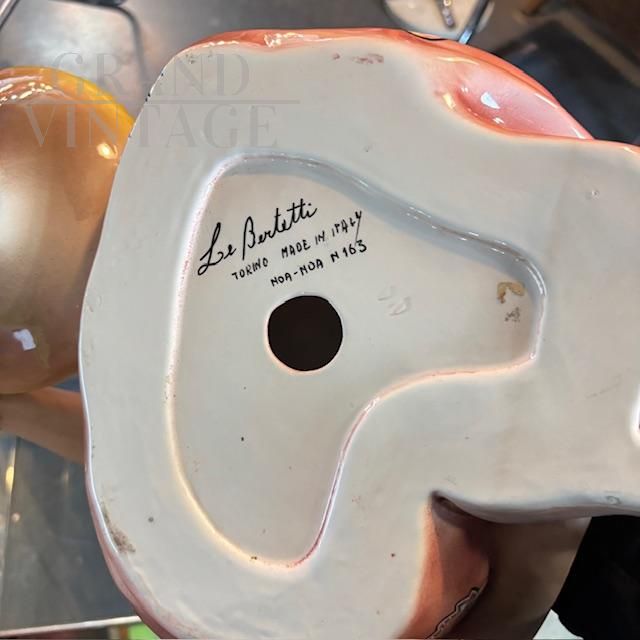 GRAND
VINTAGE
Le Bertetti
TORINO MADE IN ITALY
NOA-NOA N 163